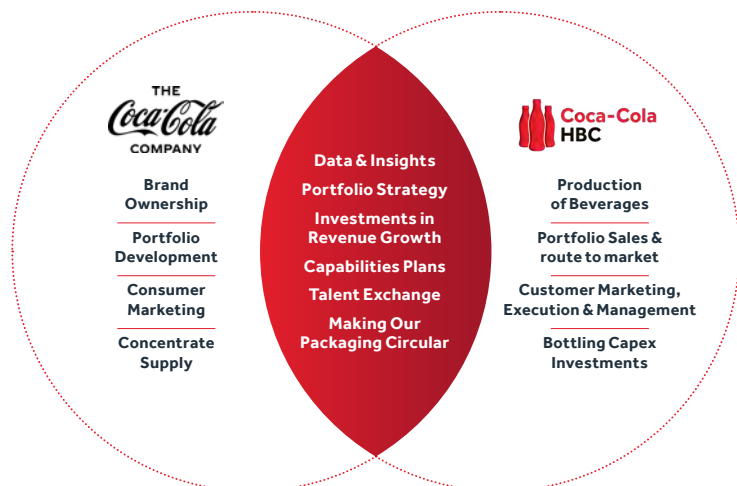 THE
Coca-Cola
COMPANY
Brand
Ownership
Portfolio
Development
Consumer
Marketing
Concentrate
Supply
Data & Insights
Portfolio Strategy
Investments in
Revenue Growth
Capabilities Plans
Talent Exchange
Making Our
Packaging Circular
Coca-Cola
HBC
Production
of Beverages
Portfolio Sales &
route to market
Customer Marketing,
Execution & Management
Bottling Capex
Investments